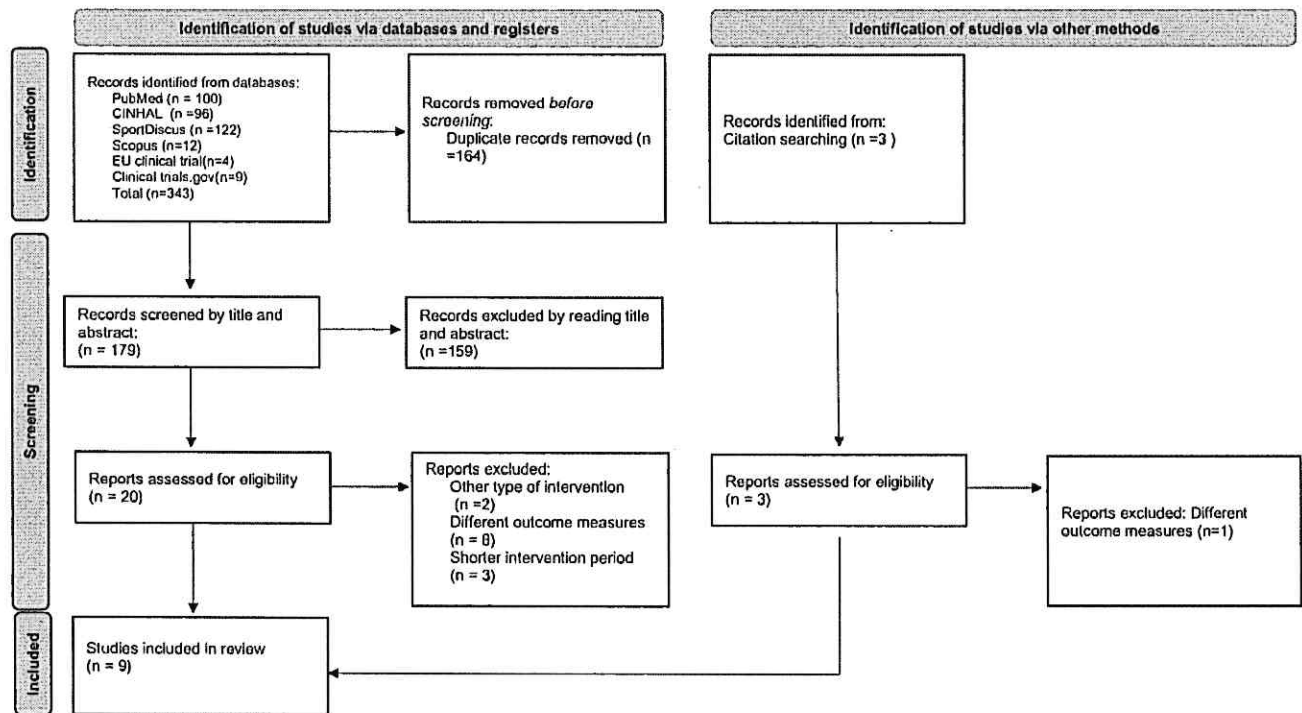 Identification of studies via databases and registers
Identification of studies via other methods
Identification
Records identified from databases:
PubMed (n = 100)
CINHAL (n =96)
SportDiscus (n =122)
Scopus (n=12)
EU clinical trial(n=4)
Clinical trials.gov(n=9)
Total (n=343)
Records removed before
screening:
Duplicate records removed (n
=164)
Records identified from:
Citation searching (n =3 )
Screening
Records screened by title and
abstract:
(n = 179)
Records excluded by reading title
and abstract:
(n =159)
Reports assessed for eligibility
(n = 20)
Reports excluded:
Other type of intervention
(n =2)
Different outcome measures
(n = 8)
Shorter intervention period
(n = 3)
Reports assessed for eligibility
(n = 3)
Reports excluded: Different
outcome measures (n=1)
Included
Studies included in review
(n = 9)